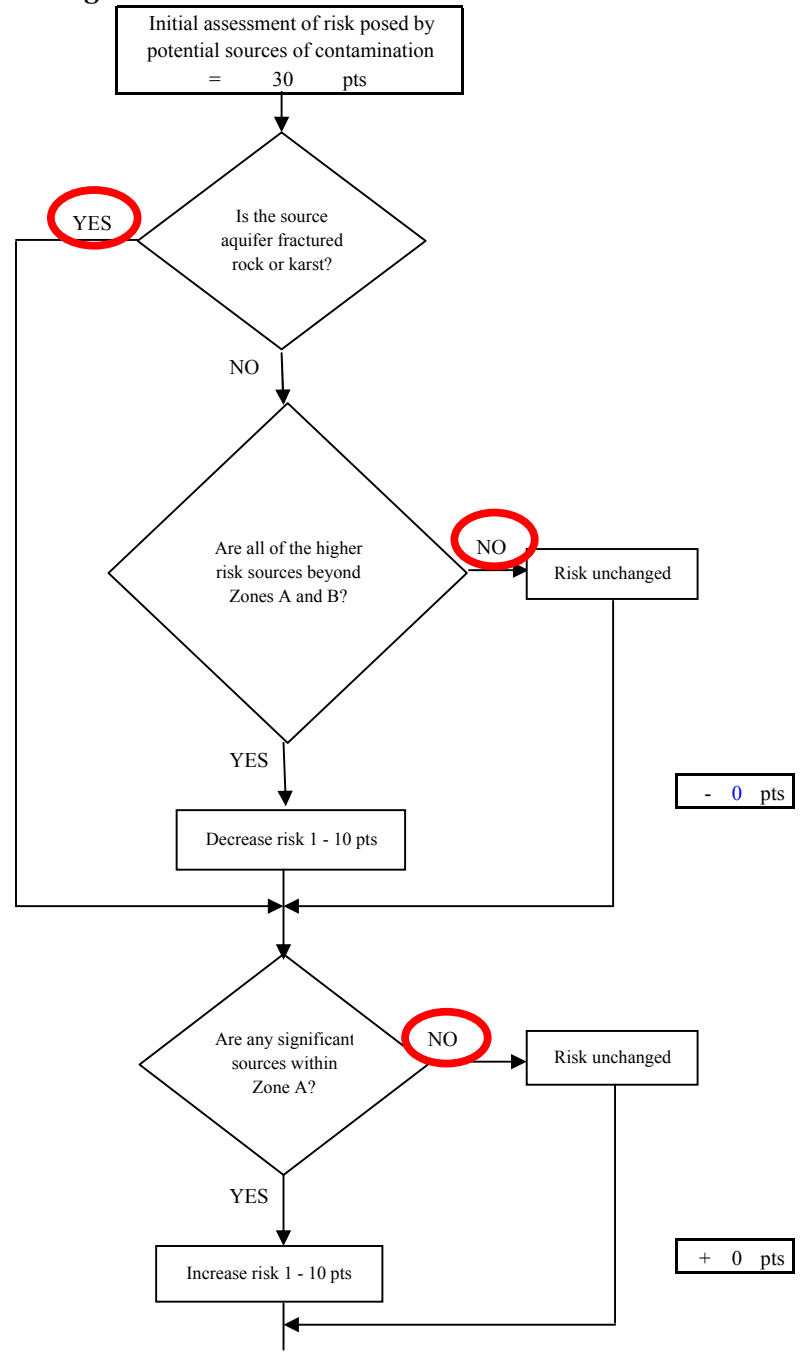 Initial assessment of risk posed by
potential sources of contamination
= 30 pts
YES
Is the source
aquifer fractured
rock or karst?
NO
Are all of the higher
risk sources beyond
Zones A and B?
NO
Risk unchanged
YES
- 0 pts
Decrease risk 1 - 10 pts
Are any significant
sources within
Zone A?
NO
Risk unchanged
YES
+ 0 pts
Increase risk 1 - 10 pts